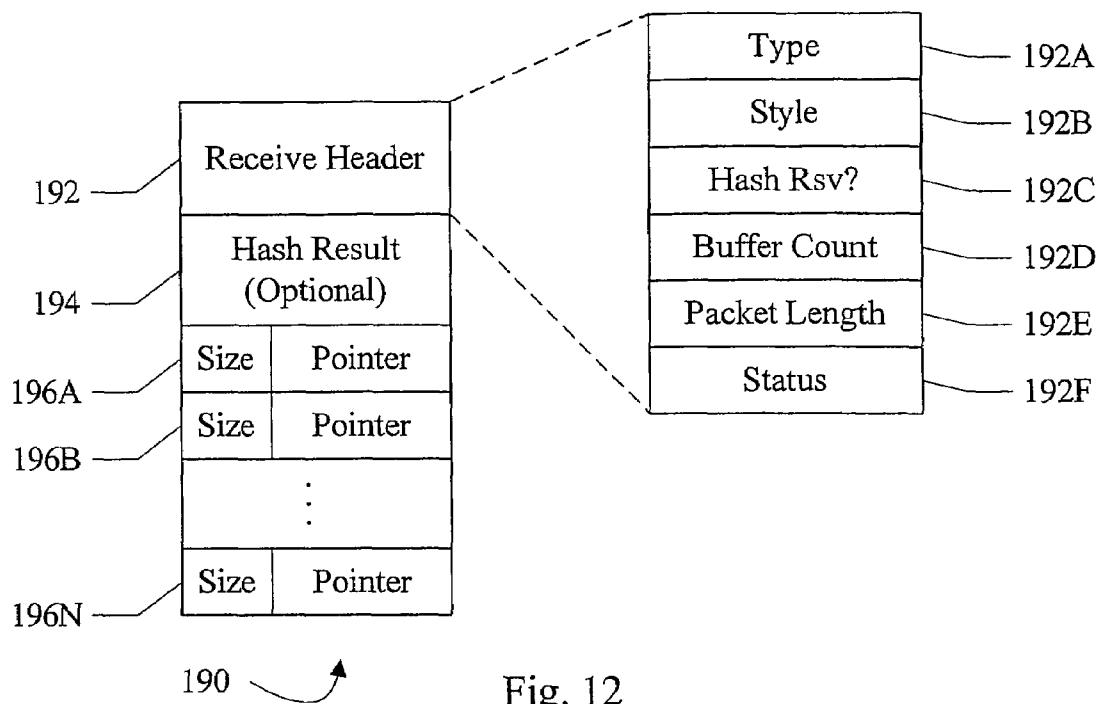 Type
192A
Style
192B
Receive Header
192
Hash Rsv?
192C
Hash Result
(Optional)
194
Buffer Count
192D
Packet Length
192E
Size Pointer
196A
Status
192F
Size Pointer
196B
Size Pointer
196N
190
Fig. 12